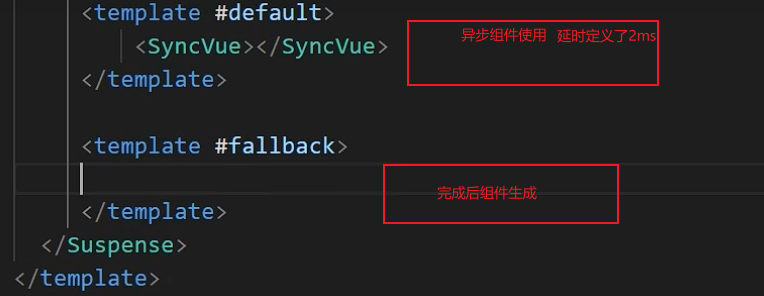 <template #default>
<SyncVue></SyncVue>
异步组件使用 延时定义了2ms
</template>
<template #fallback>
完成后组件生成
</template>
</Suspense>
</template>